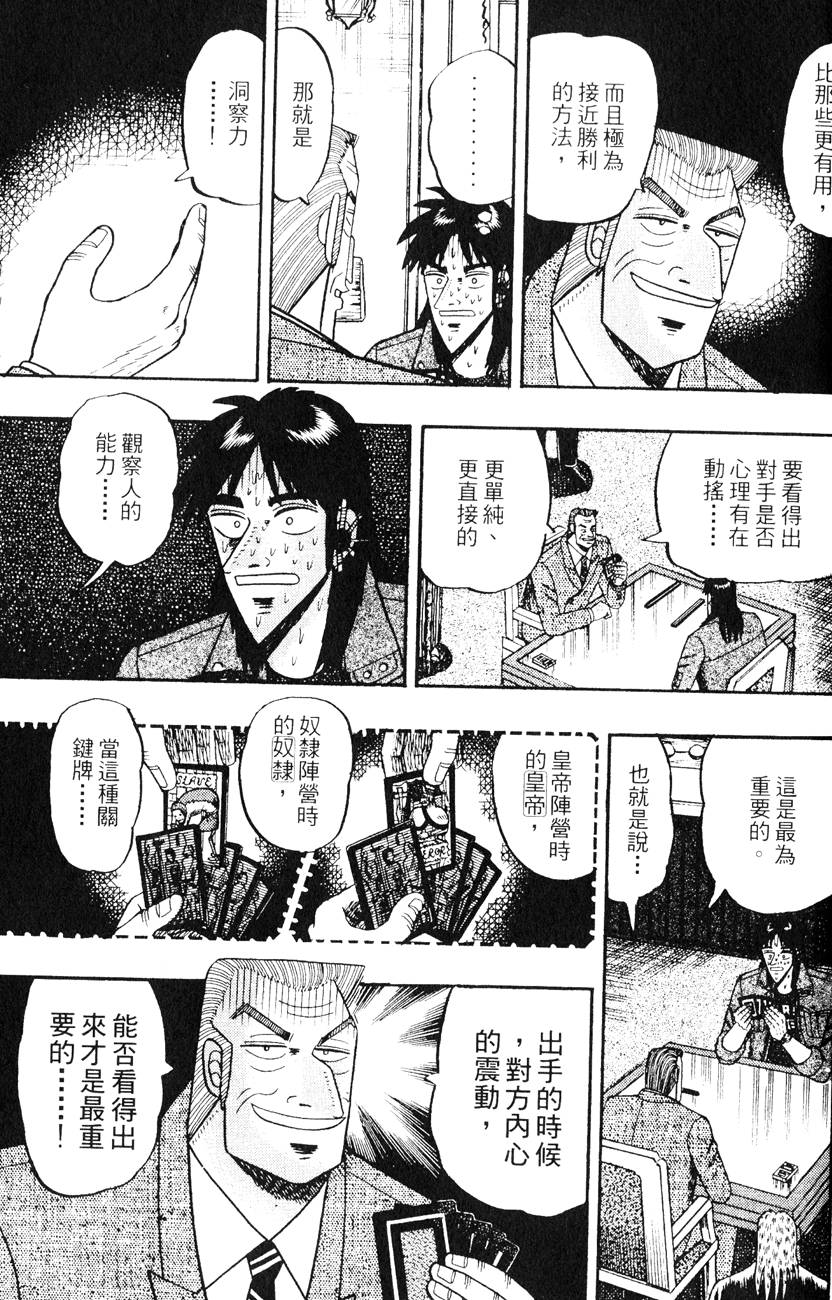 比那些更有用，
而且極為
接近勝利
的方法，
…………
那就是
洞察力
……！
要看得出
對手是否
心理有在
動搖……
更單純、
更直接的
觀察人的
能力……
這是最為
重要的。
也就是說…
皇帝陣營時
的皇帝，
奴隸陣營時
的奴隸，
SLAVE
當這種關
鍵牌……
出手的時候
，對方內心
的震動，
能否看得出
來才是最重
要的……！